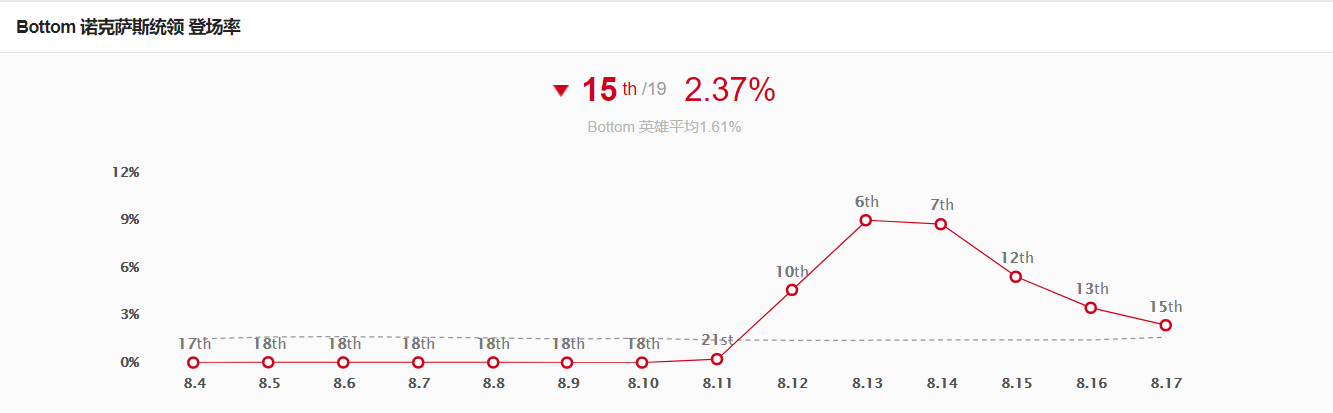 Bottom 诺克萨斯统领 登场率
15 th /19 2.37%
Bottom 英雄平均1.61%
12%
9%
6%
3%
0%
6th
7th
10th
12th
13th
15th
17th 18th 18th 18th 18th 18th 18th 21st
8.4 8.5 8.6 8.7 8.8 8.9 8.10 8.11 8.12 8.13 8.14 8.15 8.16 8.17